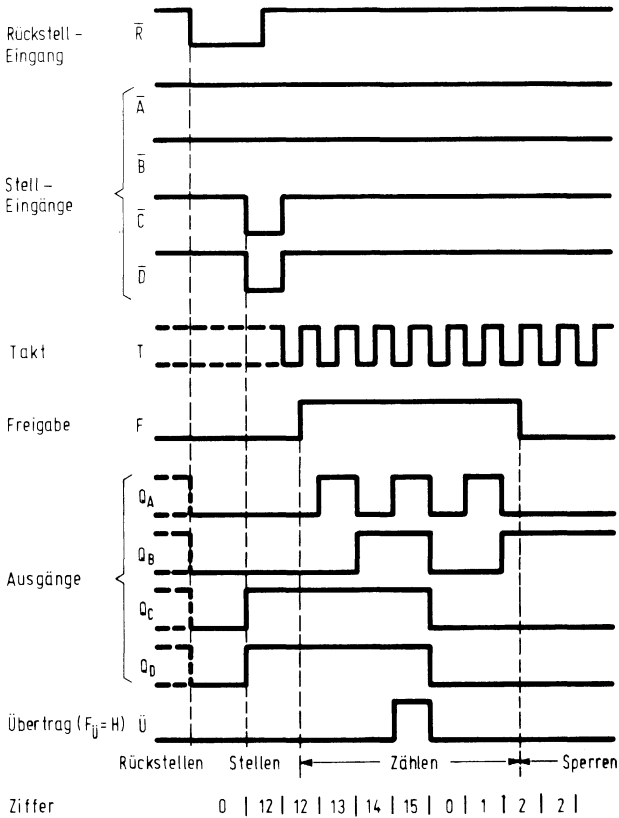 Rückstell-
Eingang
R̅
A̅
B̅
Stell-
Eingänge
C̅
D̅
Takt T
Freigabe F
Q_A
Q_B
Ausgänge
Q_C
Q_D
Übertrag (F_Ü=H) Ü
Rückstellen Stellen Zählen Sperren
Ziffer 0 | 12 | 12 | 13 | 14 | 15 | 0 | 1 | 2 | 2 |